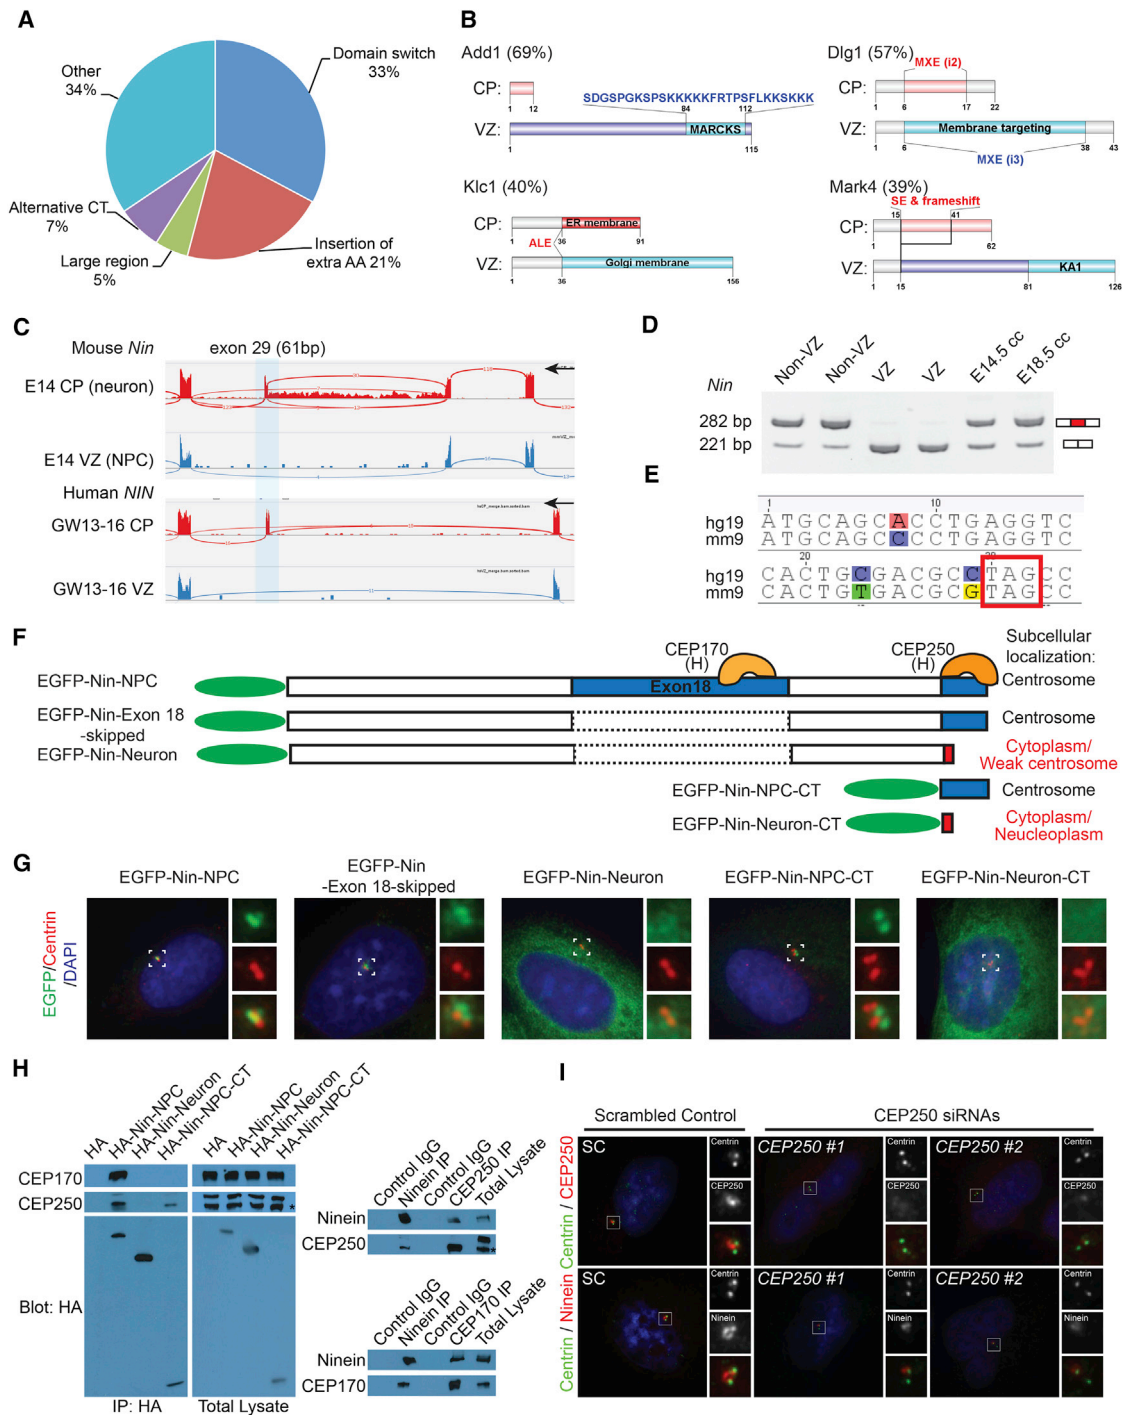 A
Domain switch
33%
Other
34%
Alternative CT
7%
Large region
5%
Insertion of
extra AA 21%
B
Add1 (69%)
CP:
1 12
SDGSPGKSPSKKKKKFRTPSFLKKSKKK
84 112
VZ:
MARCKS
1 115
Dlg1 (57%)
MXE (i2)
CP:
1 6 17 22
VZ:
Membrane targeting
1 6 38 43
MXE (i3)
Klc1 (40%)
CP:
ER membrane
1 36 91
ALE
VZ:
Golgi membrane
1 36 156
Mark4 (39%)
SE & frameshift
15 41
CP:
1 62
VZ:
KA1
1 15 81 126
C
Mouse Nin
exon 29 (61bp)
E14 CP (neuron)
E14 VZ (NPC)
Human NIN
GW13-16 CP
GW13-16 VZ
D
Nin
Non-VZ
Non-VZ
VZ
VZ
E14.5 cc
E18.5 cc
282 bp
221 bp
E
1 10
hg19 ATGCAGCACCTGAGGTC
mm9 ATGCAGCCCCTGAGGTC
20
hg19 CACTGCGACGCCTAGCC
mm9 CACTGTGACGCGTAGCC
F
CEP170
(H)
CEP250
(H)
Subcellular
localization:
EGFP-Nin-NPC
Exon18
Centrosome
EGFP-Nin-Exon 18
-skipped
Centrosome
EGFP-Nin-Neuron
Cytoplasm/
Weak centrosome
EGFP-Nin-NPC-CT
Centrosome
EGFP-Nin-Neuron-CT
Cytoplasm/
Neucleoplasm
G
EGFP-Nin-NPC
EGFP-Nin
-Exon 18-skipped
EGFP-Nin-Neuron
EGFP-Nin-NPC-CT
EGFP-Nin-Neuron-CT
EGFP/Centrin
/DAPI
H
HA
HA-Nin-NPC
HA-Nin-Neuron
HA-Nin-NPC-CT
HA
HA-Nin-NPC
HA-Nin-Neuron
HA-Nin-NPC-CT
CEP170
CEP250
*
Blot: HA
IP: HA
Total Lysate
Control IgG
Ninein IP
Control IgG
CEP250 IP
Total Lysate
Ninein
CEP250
*
Control IgG
Ninein IP
Control IgG
CEP170 IP
Total Lysate
Ninein
CEP170
I
Scrambled Control
CEP250 siRNAs
Centrin / CEP250
SC
Centrin
CEP250
CEP250 #1
Centrin
CEP250
CEP250 #2
Centrin
CEP250
Centrin / Ninein
SC
Centrin
Ninein
CEP250 #1
Centrin
Ninein
CEP250 #2
Centrin
Ninein